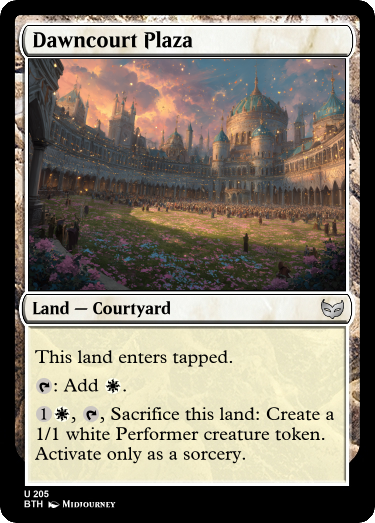 Dawncourt Plaza
Land — Courtyard
This land enters tapped.
: Add .
1 , , Sacrifice this land: Create a
1/1 white Performer creature token.
Activate only as a sorcery.
U 205
BTH Midjourney